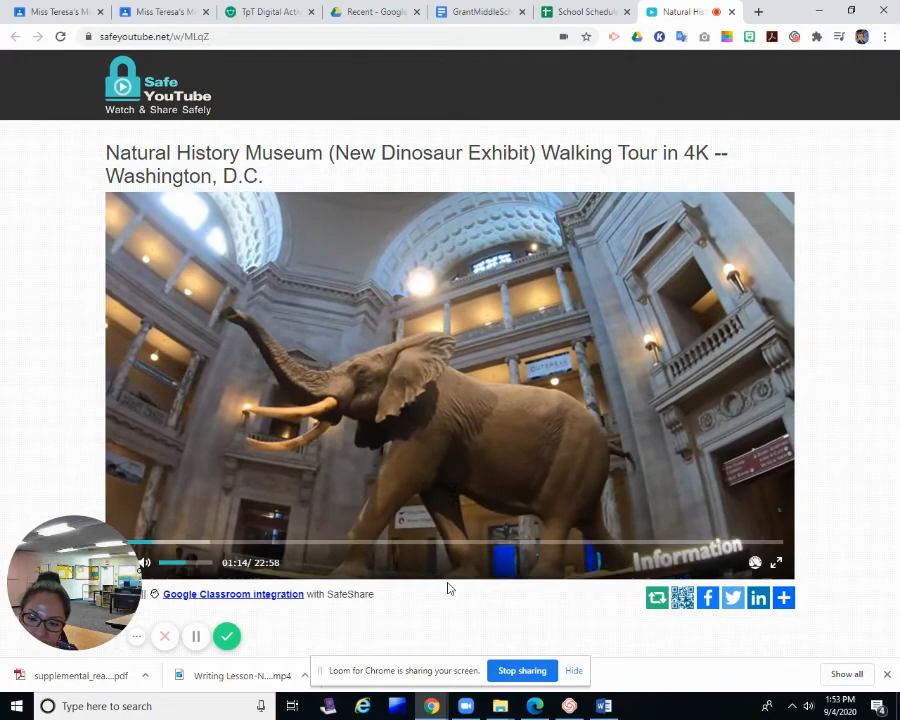 Miss Teresa's M
Miss Teresa's M
TpT Digital Activ
Recent - Google
GrantMiddleSch
School Schedule
Natural His
safeyoutube.net/w/MLqZ
Safe
YouTube
Watch & Share Safely
Natural History Museum (New Dinosaur Exhibit) Walking Tour in 4K --
Washington, D.C.
Information
01:14/ 22:58
Google Classroom integration with SafeShare
Loom for Chrome is sharing your screen.
Stop sharing
Hide
supplemental_rea....pdf
Writing Lesson-N....mp4
Show all
Type here to search
1:53 PM
9/4/2020
4